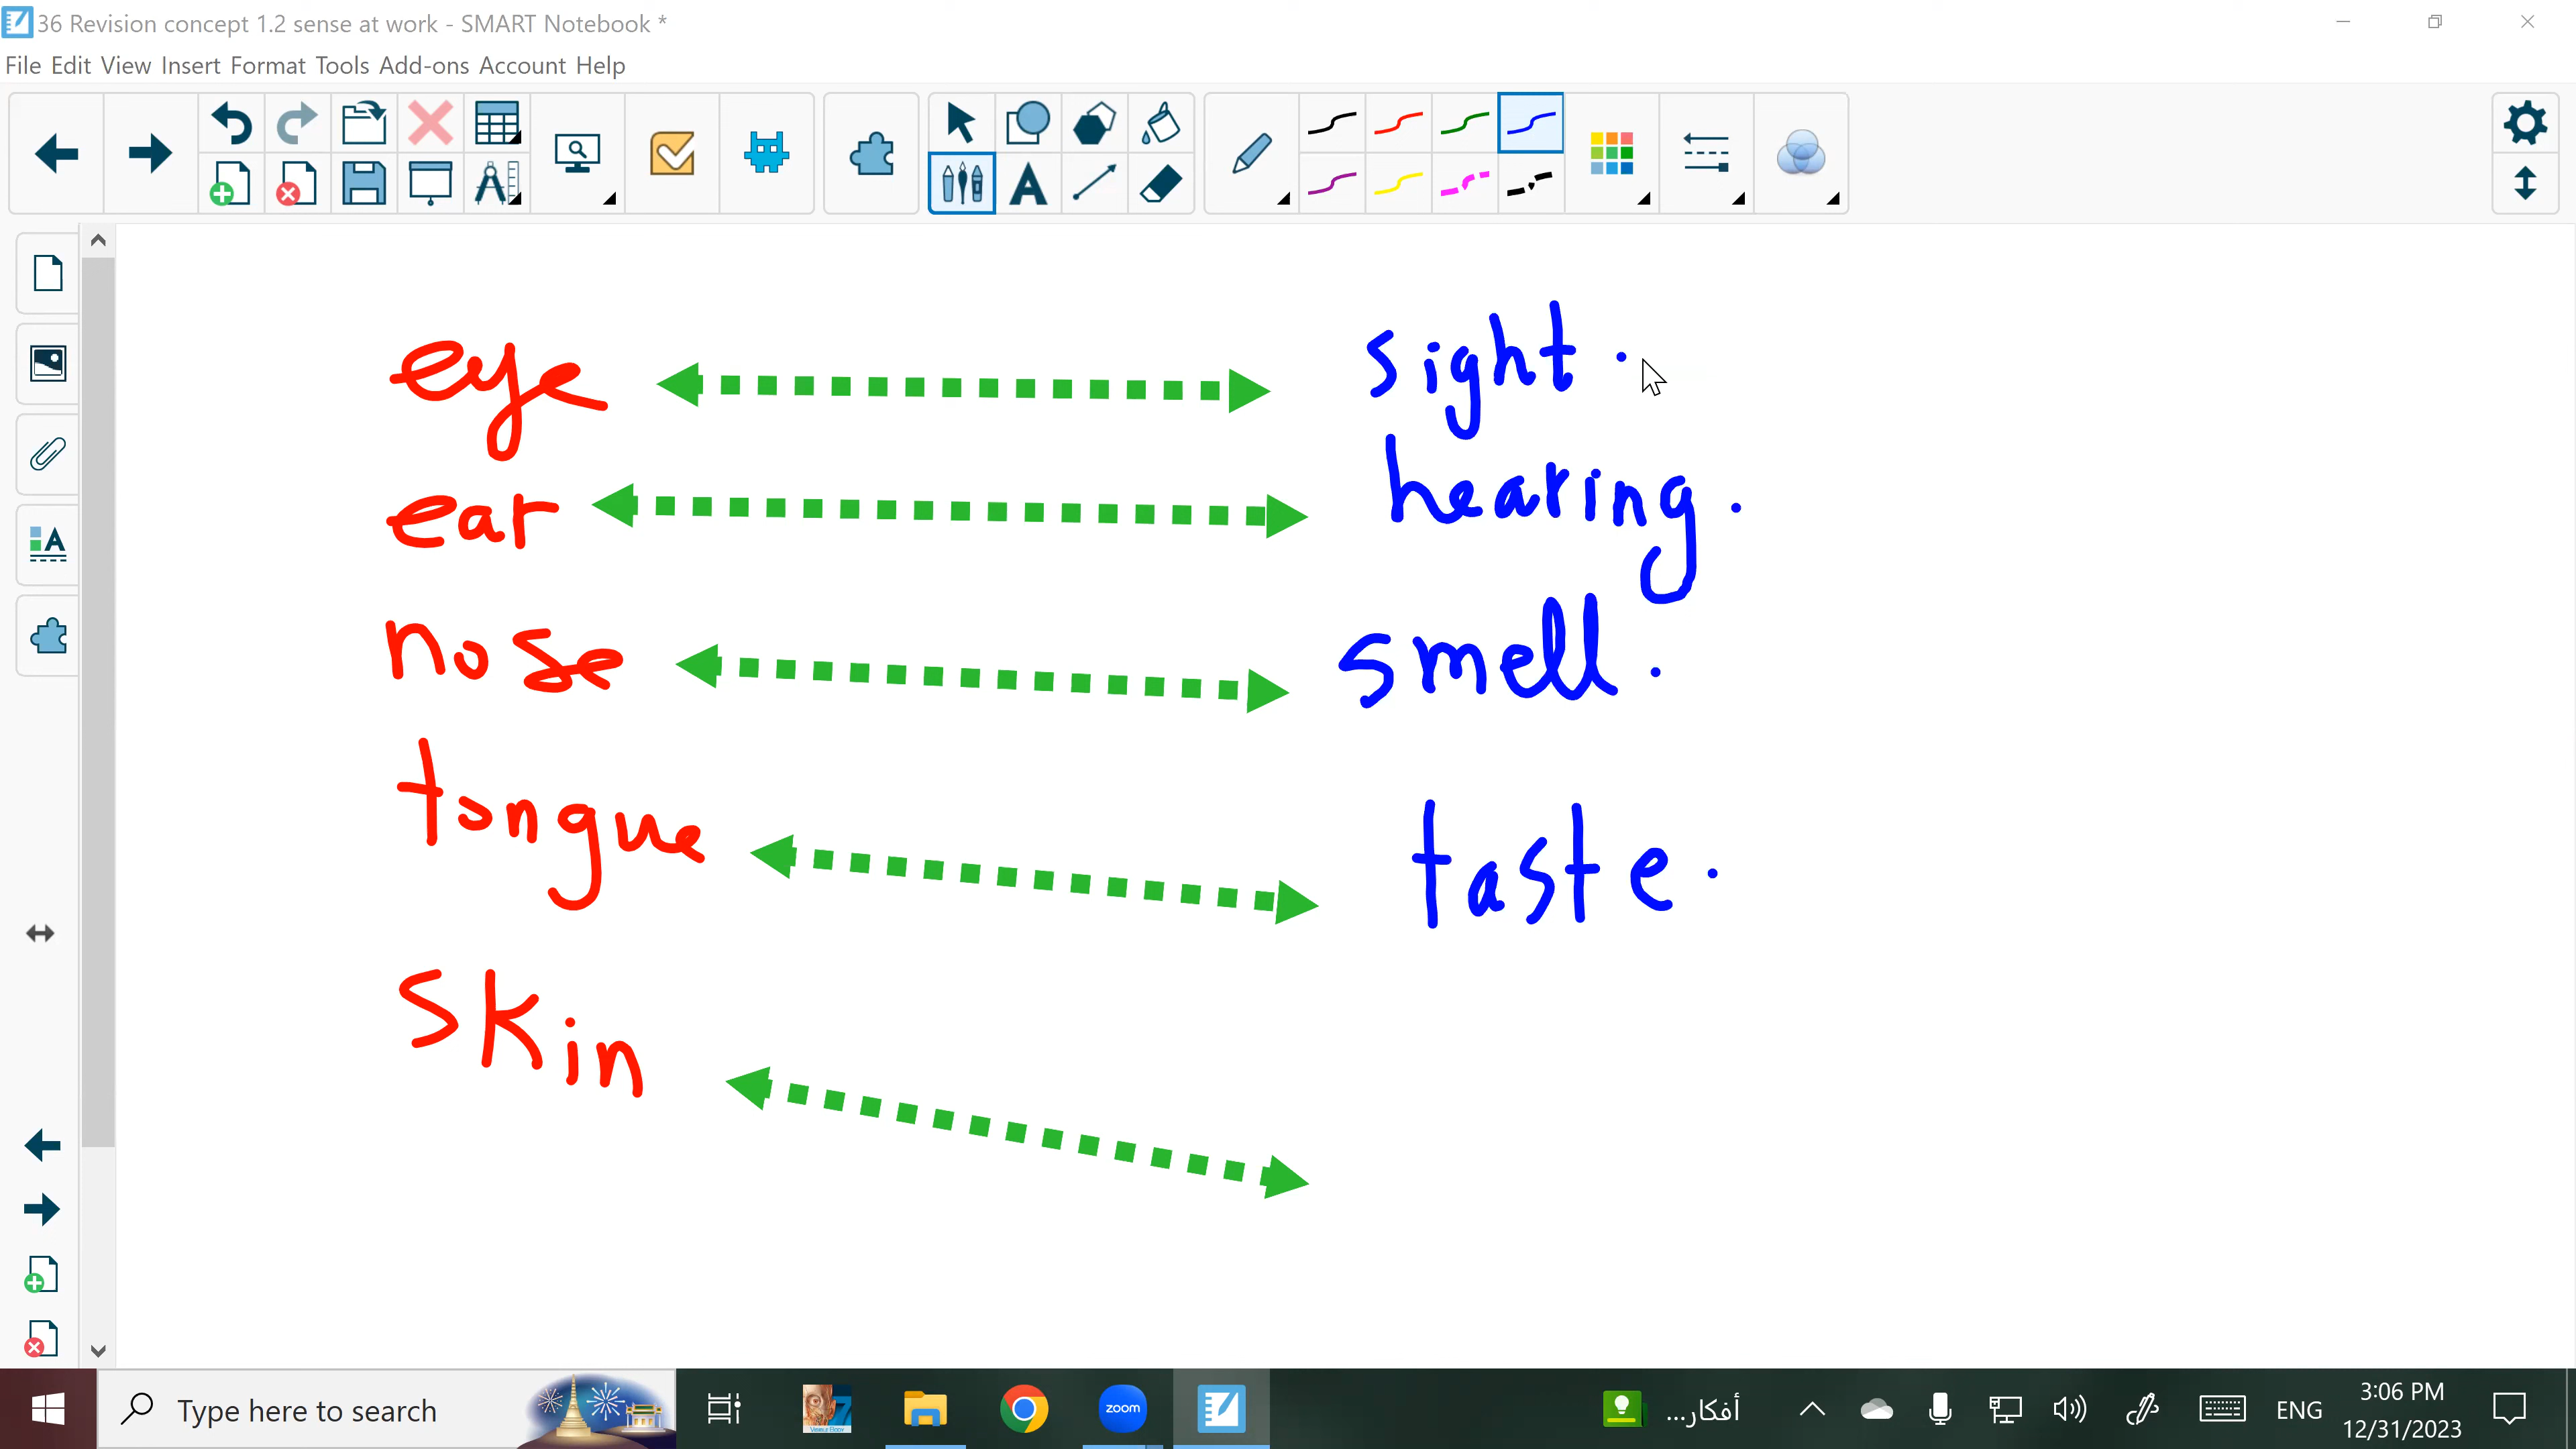 36 Revision concept 1.2 sense at work - SMART Notebook *
File Edit View Insert Format Tools Add-ons Account Help
eye sight.
ear hearing.
nose smell.
tongue taste.
skin
Type here to search
zoom
أفكار...
ENG
3:06 PM
12/31/2023